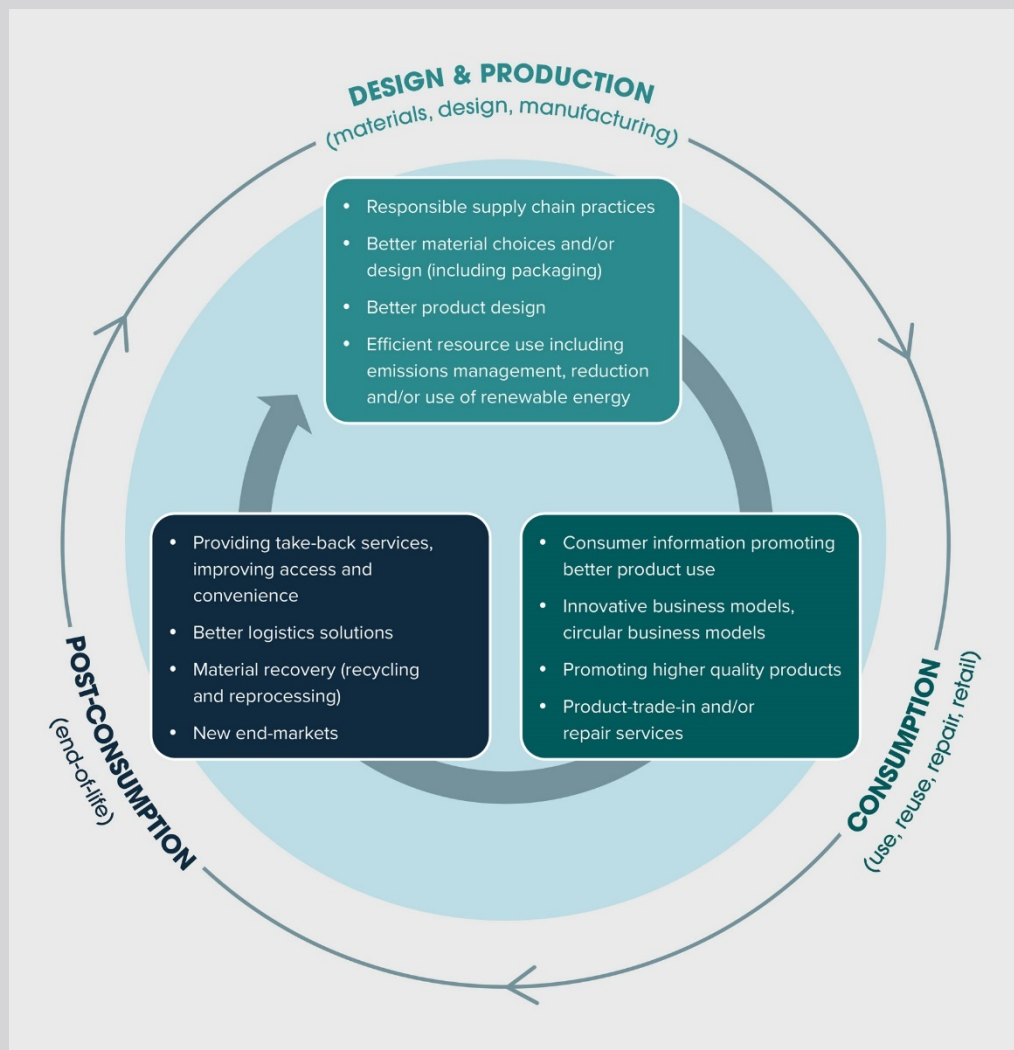 DESIGN & PRODUCTION
(materials, design, manufacturing)
• Responsible supply chain practices
• Better material choices and/or
design (including packaging)
• Better product design
• Efficient resource use including
emissions management, reduction
and/or use of renewable energy
• Providing take-back services,
improving access and
convenience
• Better logistics solutions
• Material recovery (recycling
and reprocessing)
• New end-markets
• Consumer information promoting
better product use
• Innovative business models,
circular business models
• Promoting higher quality products
• Product-trade-in and/or
repair services
POST-CONSUMPTION
(end-of-life)
CONSUMPTION
(use, reuse, repair, retail)